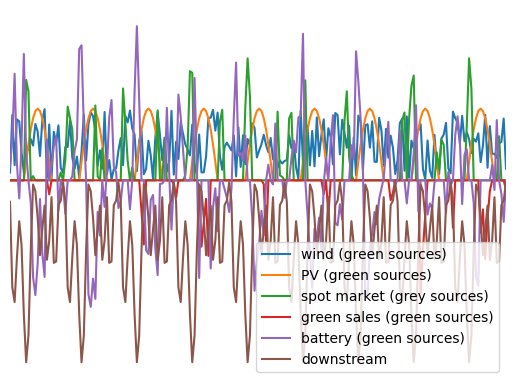 wind (green sources)
PV (green sources)
spot market (grey sources)
green sales (green sources)
battery (green sources)
downstream